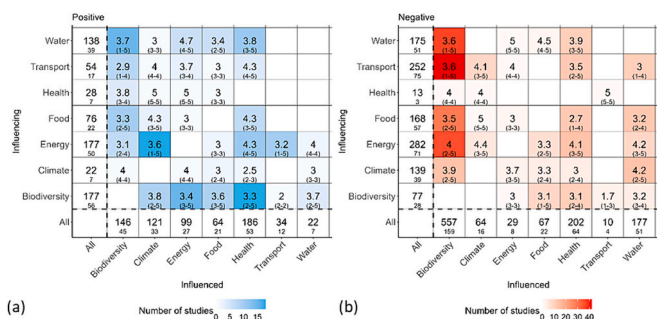 Positive
Water 138 3.7 3 4.7 3.4 3.8
39 (1-5) (3-3) (4-5) (2-5) (3-5)
Transport 54 2.9 4 3.7 3 4.3
17 (1-4) (4-4) (3-4) (3-3) (4-5)
Health 28 3.8 5 5 3
7 (3-4) (5-5) (5-5) (3-3)
Food 76 3.3 4.3 3 4.3
22 (2-5) (3-5) (3-3) (3-5)
Energy 177 3.1 3.6 3 4.3 3.2 4
50 (2-4) (1-5) (3-3) (4-5) (1-5) (4-4)
Climate 22 4 4 3 2.5 3
7 (4-4) (4-4) (2-4) (2-3) (3-3)
Biodiversity 177 3.8 3.4 3.6 3.3 2 3.7
56 (2-5) (3-5) (3-5) (2-5) (2-2) (2-5)
All 146 121 99 64 186 34 22
45 33 27 21 53 12 7
All Biodiversity Climate Energy Food Health Transport Water
Influencing
Influenced
(a)
Number of studies
0 5 10 15
Negative
Water 175 3.6 5 4.5 3.9
51 (1-5) (5-5) (4-5) (3-5)
Transport 252 3.6 4.1 4 3.5 3
75 (1-5) (3-5) (4-4) (2-5) (1-4)
Health 13 4 4 5
3 (4-4) (4-4) (5-5)
Food 168 3.5 5 3 2.7 3.2
57 (2-5) (5-5) (3-3) (1-4) (2-4)
Energy 282 4 4.4 3.3 4.1 4.2
71 (2-5) (3-5) (2-5) (3-5) (3-5)
Climate 139 3.9 3.7 3.3 3 4.2
39 (2-5) (3-5) (2-4) (2-4) (2-5)
Biodiversity 77 3 3.1 3.1 1.7 3.2
28 (3-3) (1-5) (2-4) (1-3) (3-4)
All 557 64 29 67 202 10 177
159 16 8 22 64 4 51
All Biodiversity Climate Energy Food Health Transport Water
Influencing
Influenced
(b)
Number of studies
0 10 20 30 40